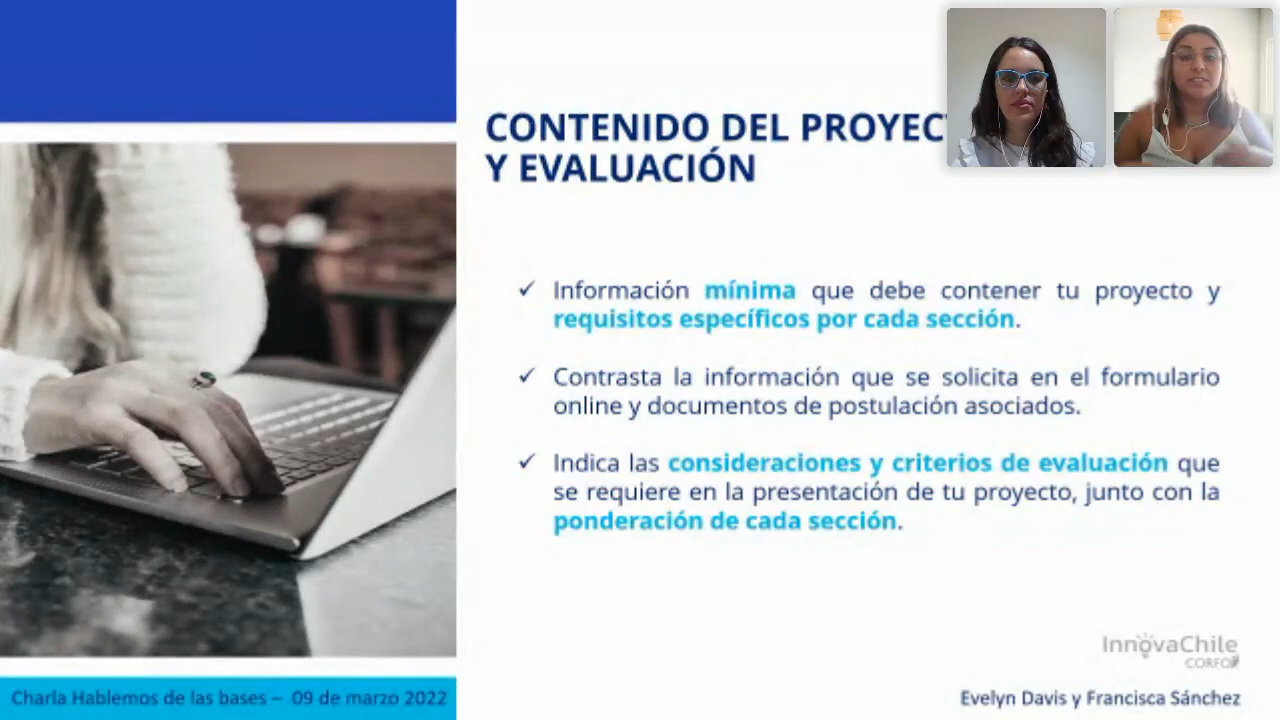 CONTENIDO DEL PROYEC
Y EVALUACIÓN
✓ Información mínima que debe contener tu proyecto y
requisitos específicos por cada sección.
✓ Contrasta la información que se solicita en el formulario
online y documentos de postulación asociados.
✓ Indica las consideraciones y criterios de evaluación que
se requiere en la presentación de tu proyecto, junto con la
ponderación de cada sección.
InnovaChile
CORFO
Charla Hablemos de las bases – 09 de marzo 2022
Evelyn Davis y Francisca Sánchez